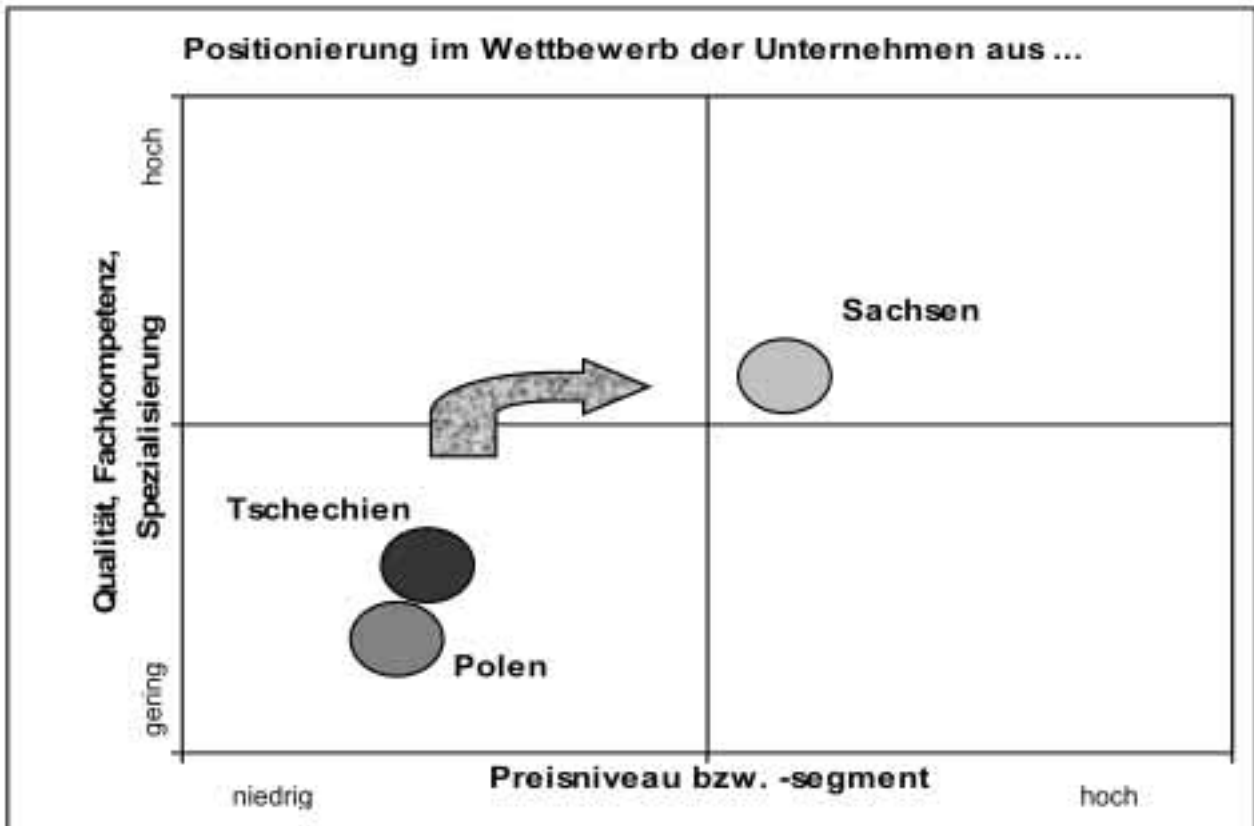 Positionierung im Wettbewerb der Unternehmen aus ...
hoch
Qualität, Fachkompetenz,
Spezialisierung
gering
Sachsen
Tschechien
Polen
niedrig
Preisniveau bzw. -segment
hoch